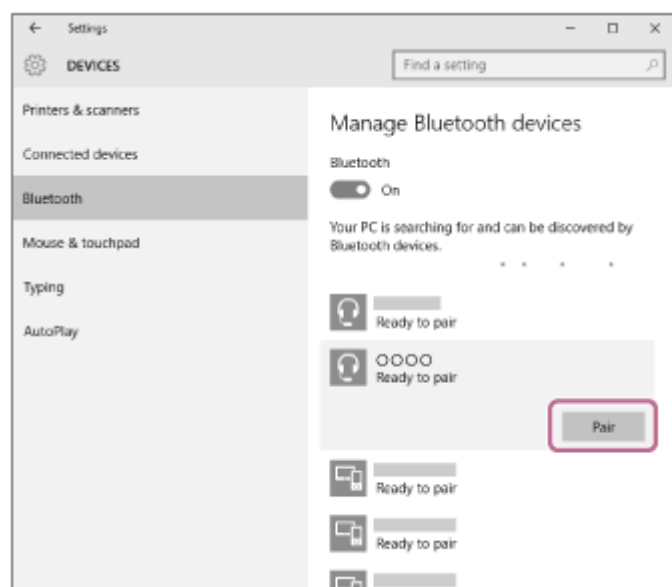 Settings
DEVICES
Find a setting
Printers & scanners
Connected devices
Bluetooth
Mouse & touchpad
Typing
AutoPlay
Manage Bluetooth devices
Bluetooth
On
Your PC is searching for and can be discovered by
Bluetooth devices.
Ready to pair
OOOO
Ready to pair
Pair
Ready to pair
Ready to pair